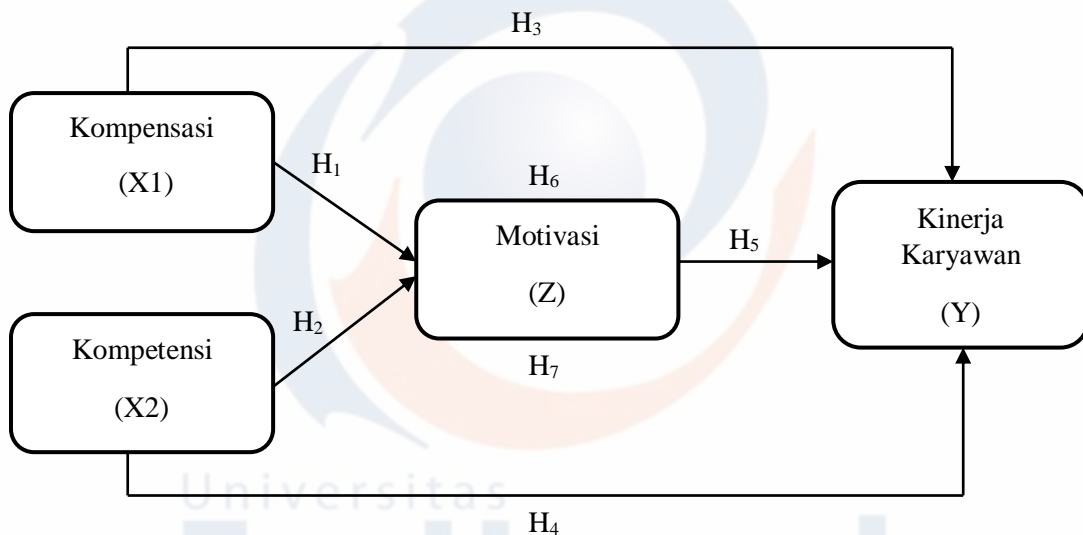 H₃
Kompensasi
(X1)
H₁
H₆
Motivasi
(Z)
H₅
Kinerja
Karyawan
(Y)
Kompetensi
(X2)
H₂
H₇
Universitas
H₄